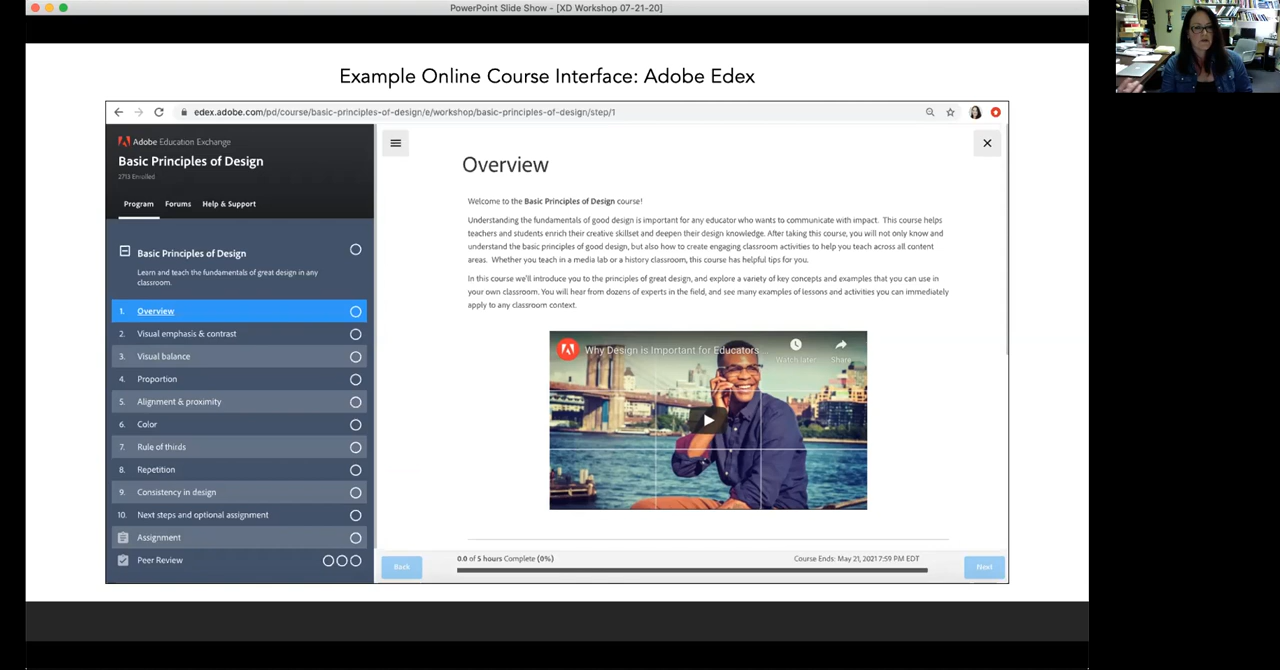 PowerPoint Slide Show - [XD Workshop 07-21-20]
Example Online Course Interface: Adobe Edex
edex.adobe.com/pd/course/basic-principles-of-design/e/workshop/basic-principles-of-design/step/1
Adobe Education Exchange
Basic Principles of Design
2713 Enrolled
Program Forums Help & Support
Basic Principles of Design
Learn and teach the fundamentals of great design in any
classroom.
1. Overview
2. Visual emphasis & contrast
3. Visual balance
4. Proportion
5. Alignment & proximity
6. Color
7. Rule of thirds
8. Repetition
9. Consistency in design
10. Next steps and optional assignment
Assignment
Peer Review
Overview
Welcome to the Basic Principles of Design course!
Understanding the fundamentals of good design is important for any educator who wants to communicate with impact. This course helps
teachers and students enrich their creative skillset and deepen their design knowledge. After taking this course, you will not only know and
understand the basic principles of good design, but also how to create engaging classroom activities to help you teach across all content
areas. Whether you teach in a media lab or a history classroom, this course has helpful tips for you.
In this course we'll introduce you to the principles of great design, and explore a variety of key concepts and examples that you can use in
your own classroom. You will hear from dozens of experts in the field, and see many examples of lessons and activities you can immediately
apply to any classroom context.
Why Design is Important for Educators...
Watch later Share
Back
0.0 of 5 hours Complete (0%)
Course Ends: May 21, 2021 7:59 PM EDT
Next